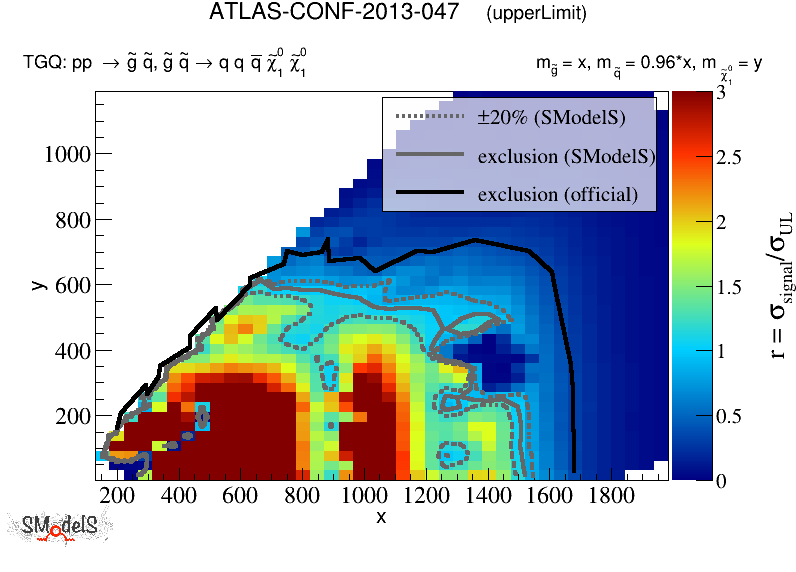 ATLAS-CONF-2013-047 (upperLimit)
TGQ: pp → g̃ q̃, g̃ q̃ → q q q̅ χ̃₁⁰ χ̃₁⁰
m_g̃ = x, m_q̃ = 0.96*x, m_χ̃₁⁰ = y
±20% (SModelS)
exclusion (SModelS)
exclusion (official)
1000
800
600
400
200
y
200 400 600 800 1000 1200 1400 1600 1800
x
3
2.5
2
1.5
1
0.5
0
r = σ_signal/σ_UL
SModelS